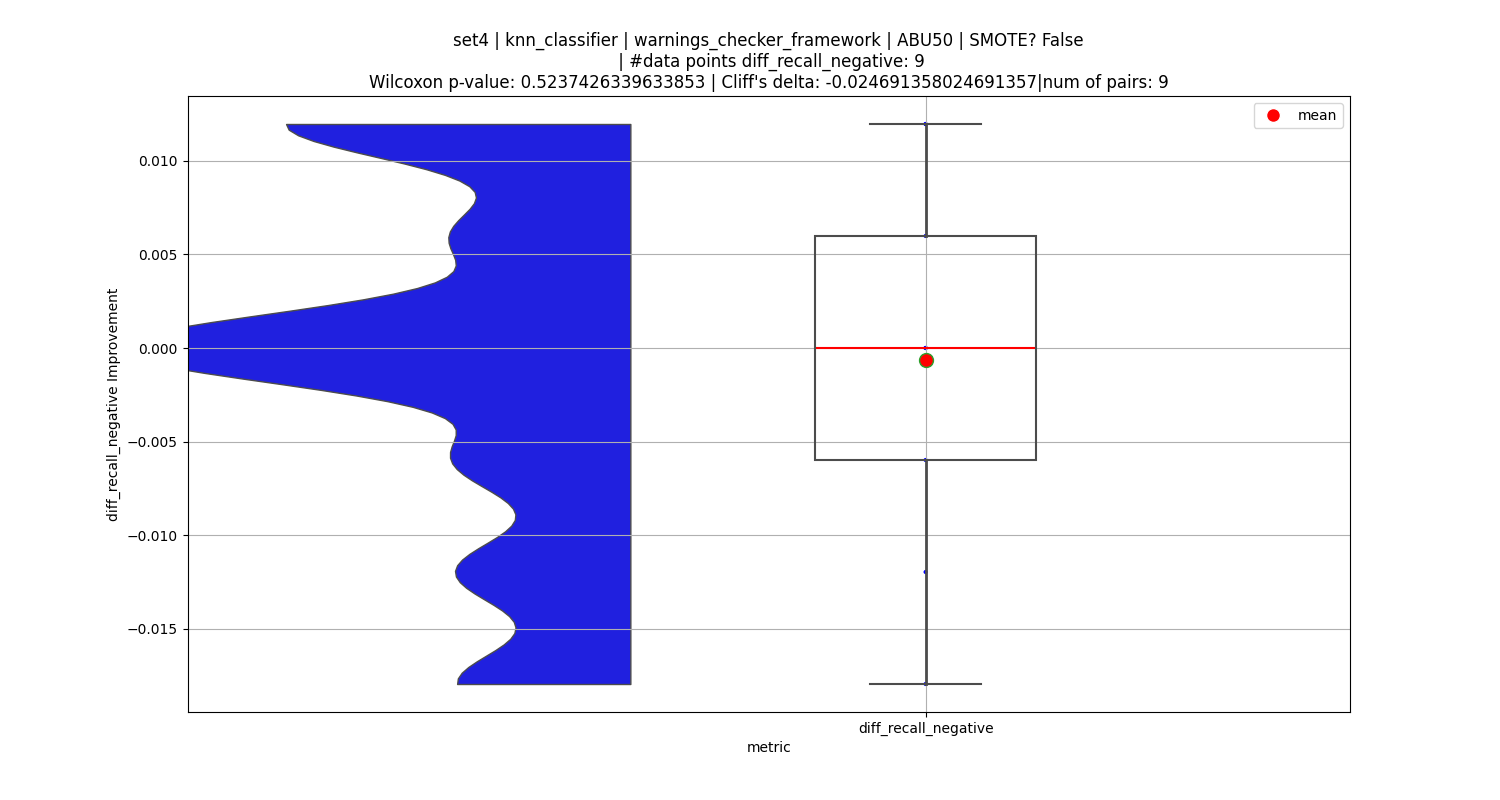 set4 | knn_classifier | warnings_checker_framework | ABU50 | SMOTE? False
| #data points diff_recall_negative: 9
Wilcoxon p-value: 0.5237426339633853 | Cliff's delta: -0.024691358024691357|num of pairs: 9
mean
0.010
0.005
0.000
−0.005
−0.010
−0.015
diff_recall_negative Improvement
diff_recall_negative
metric